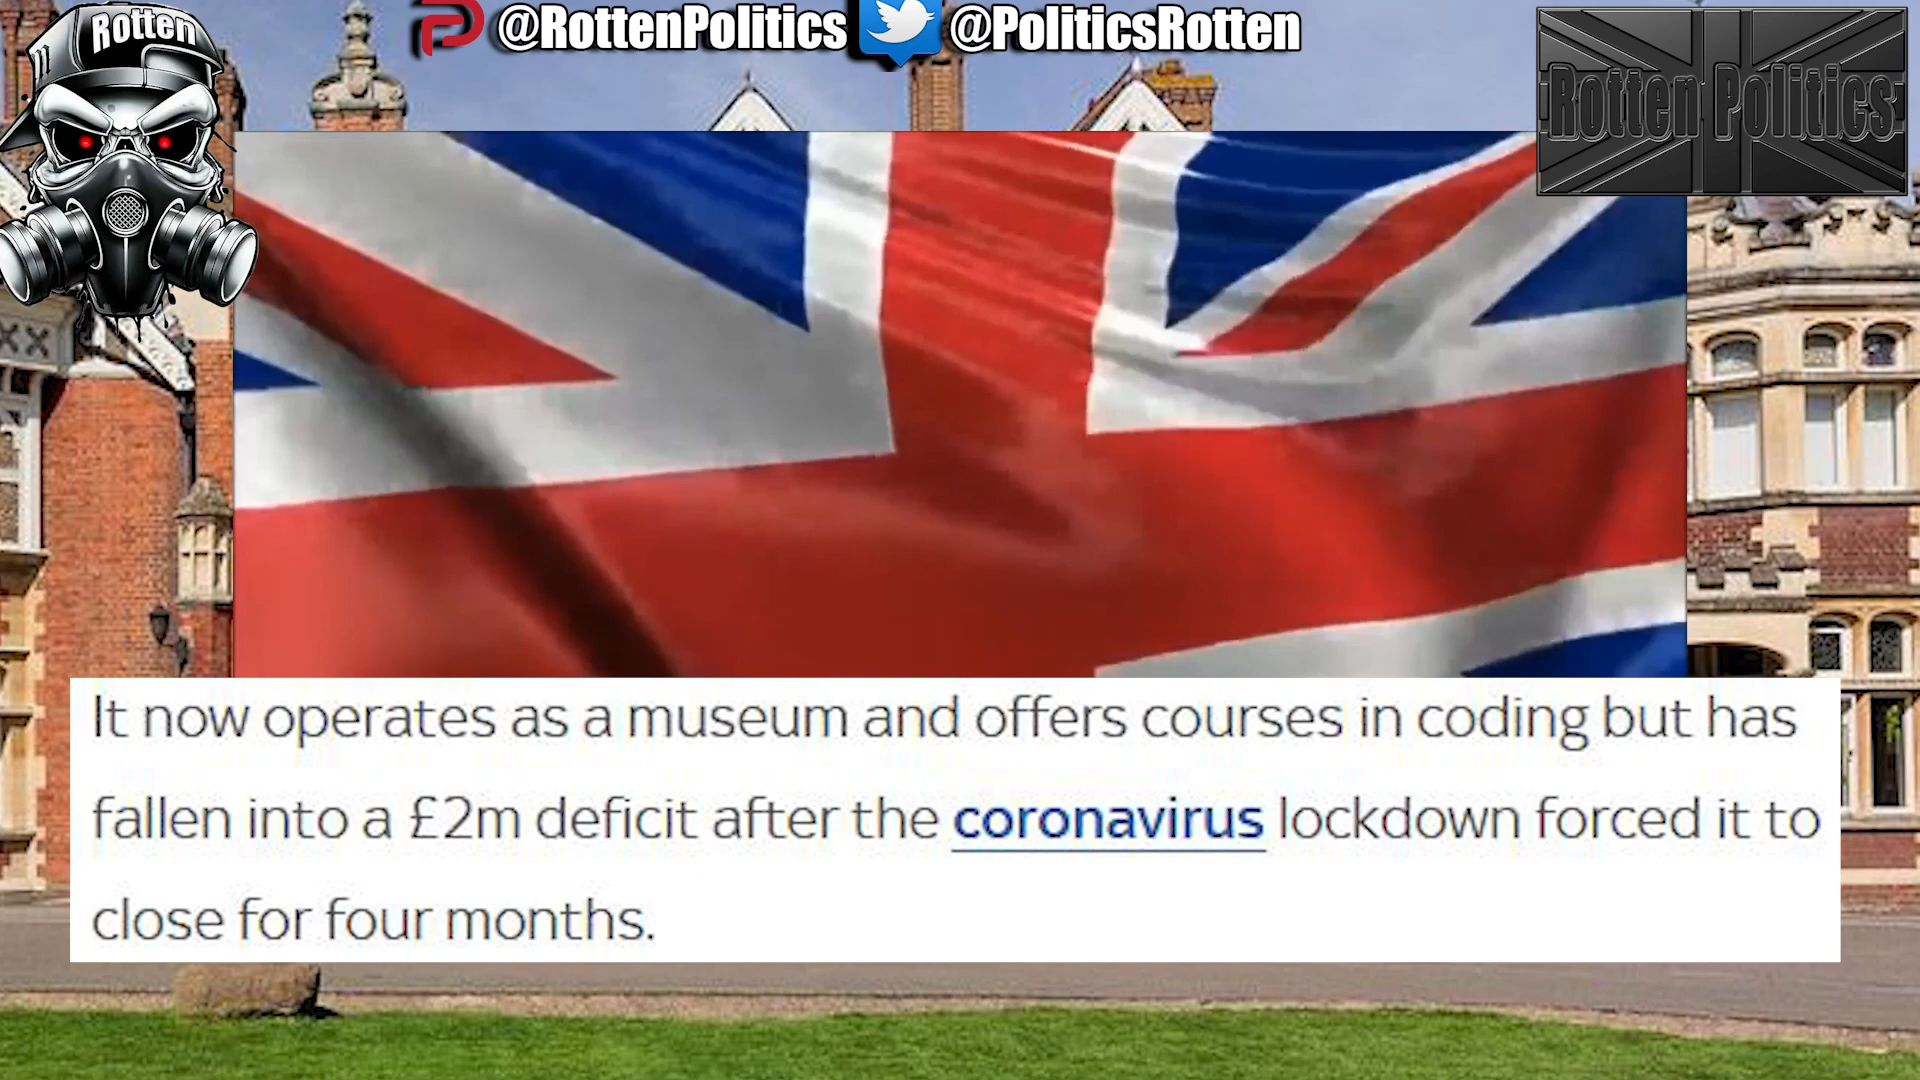 Rotten
@RottenPolitics
@PoliticsRotten
Rotten Politics
It now operates as a museum and offers courses in coding but has
fallen into a £2m deficit after the coronavirus lockdown forced it to
close for four months.